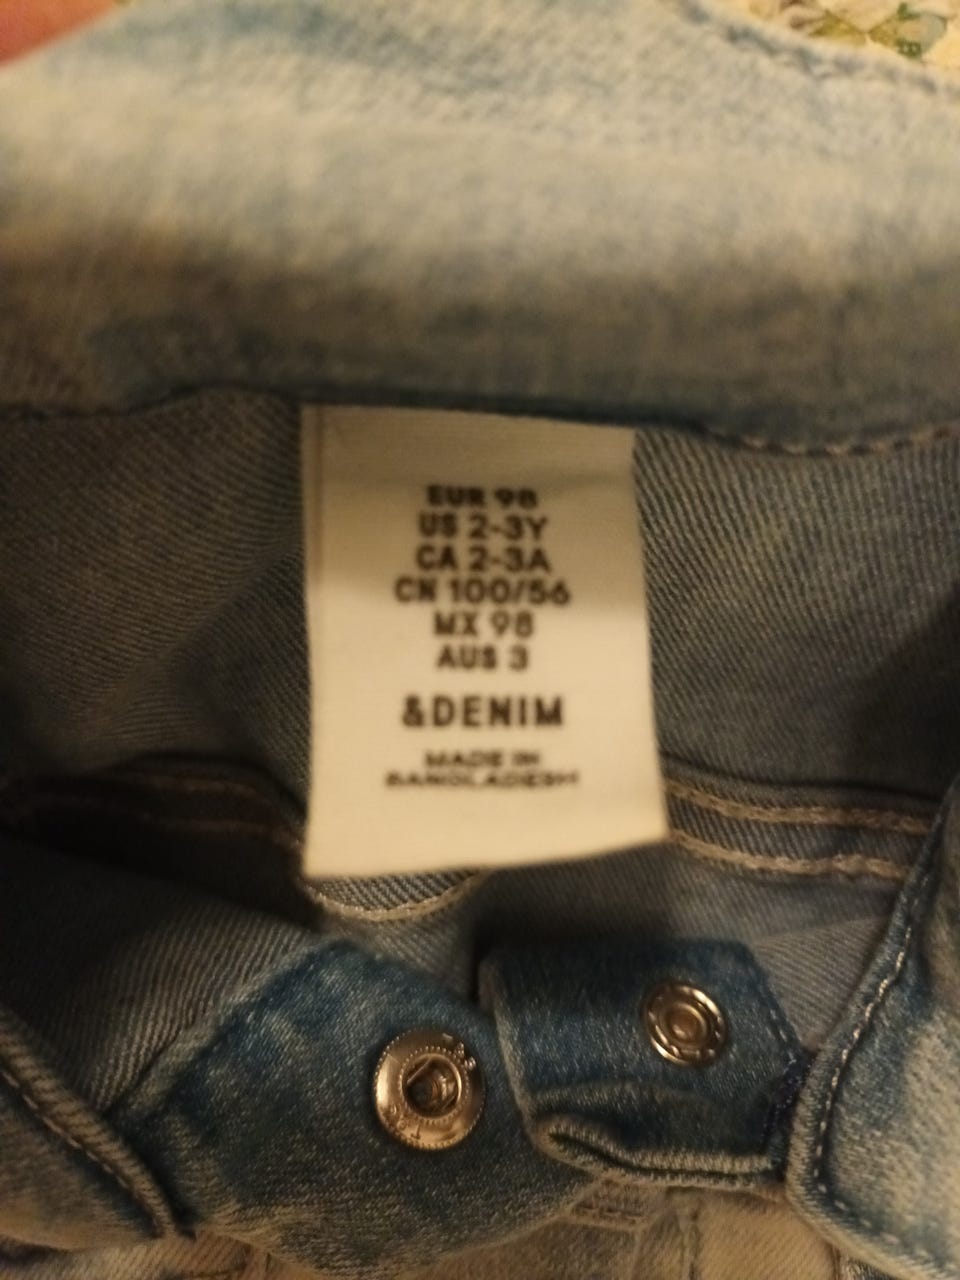 EUR 98
US 2-3Y
CA 2-3A
CN 100/56
MX 98
AUS 3
&DENIM
MADE IN
BANGLADESH